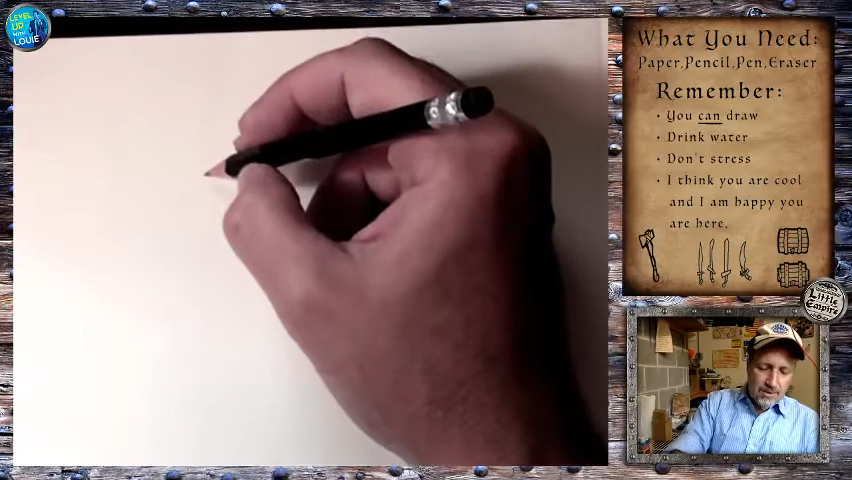 LEVEL
UP
WITH
LOUIE
What You Need:
Paper,Pencil,Pen,Eraser
Remember:
• You can draw
• Drink water
• Don't stress
• I think you are cool
and I am happy you
are here.
Little
Empire